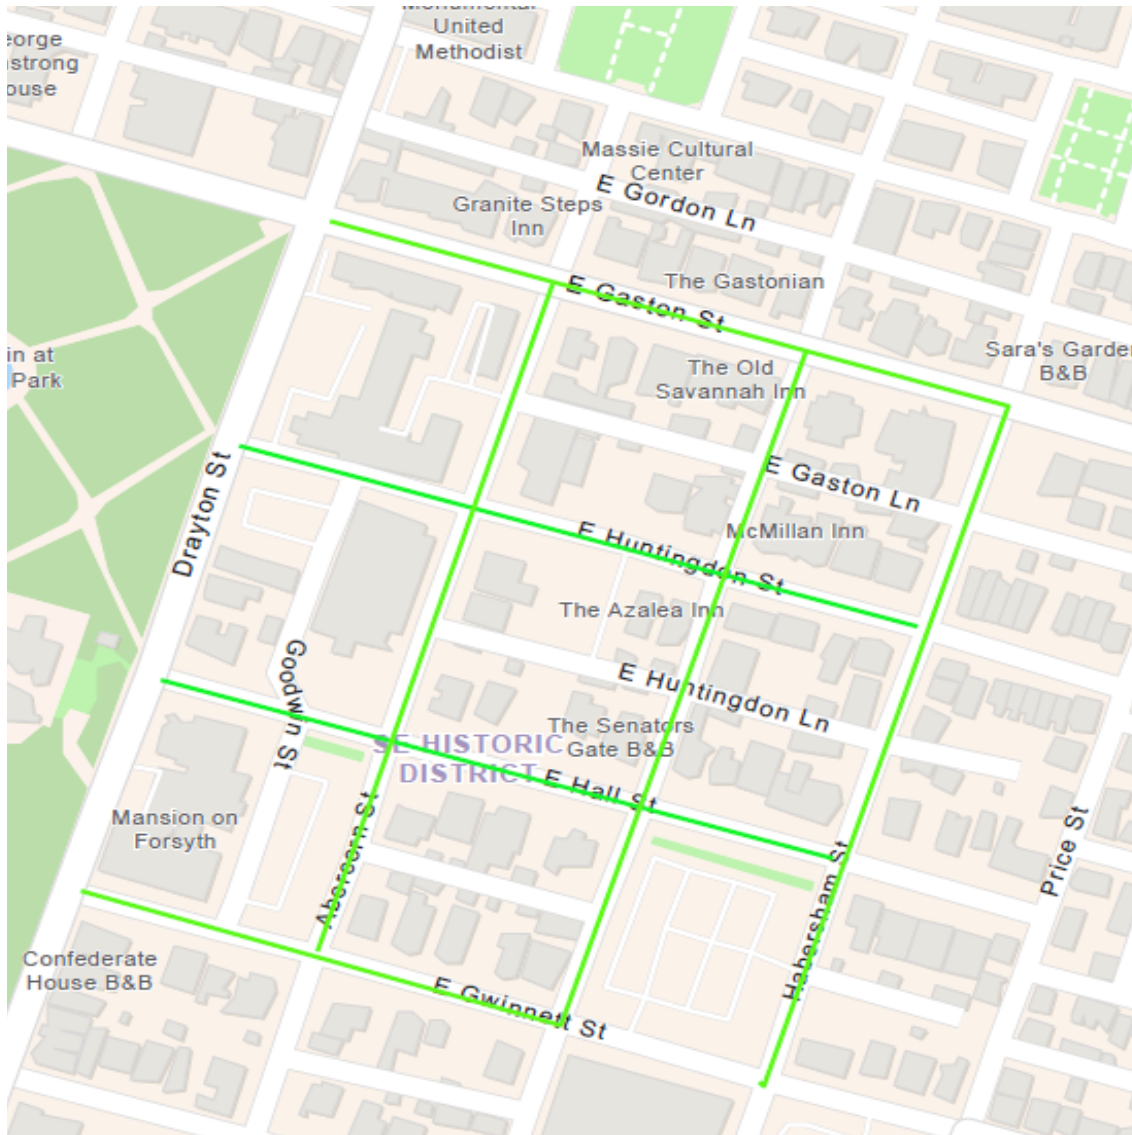 United
Methodist
Massie Cultural
Center
E Gordon Ln
Granite Steps
Inn
The Gastonian
E Gaston St
Sara's Garden
B&B
in at
Park
The Old
Savannah Inn
Drayton St
E Gaston Ln
McMillan Inn
E Huntingdon St
The Azalea Inn
Goodwin St
E Huntingdon Ln
The Senators
Gate B&B
SE HISTORIC
DISTRICT
E Hall St
Mansion on
Forsyth
Abercorn St
Habersham St
Price St
Confederate
House B&B
E Gwinnett St